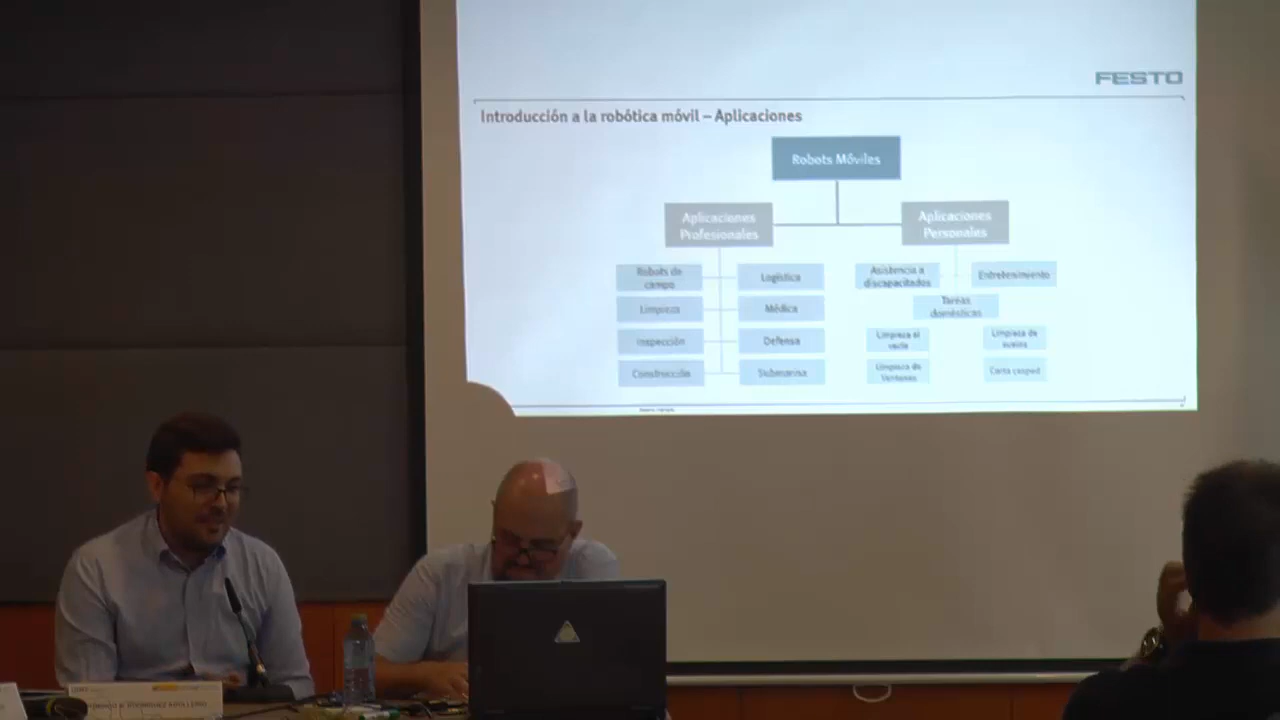 FESTO
Introducción a la robótica móvil – Aplicaciones
Robots Móviles
Aplicaciones
Profesionales
Aplicaciones
Personales
Robots de
campo
Logística
Limpieza
Médica
Inspección
Defensa
Construcción
Submarina
Asistencia a
discapacitados
Entretenimiento
Tareas
domésticas
Limpieza al
vacío
Limpieza de
suelos
Limpieza de
Ventanas
Corta césped